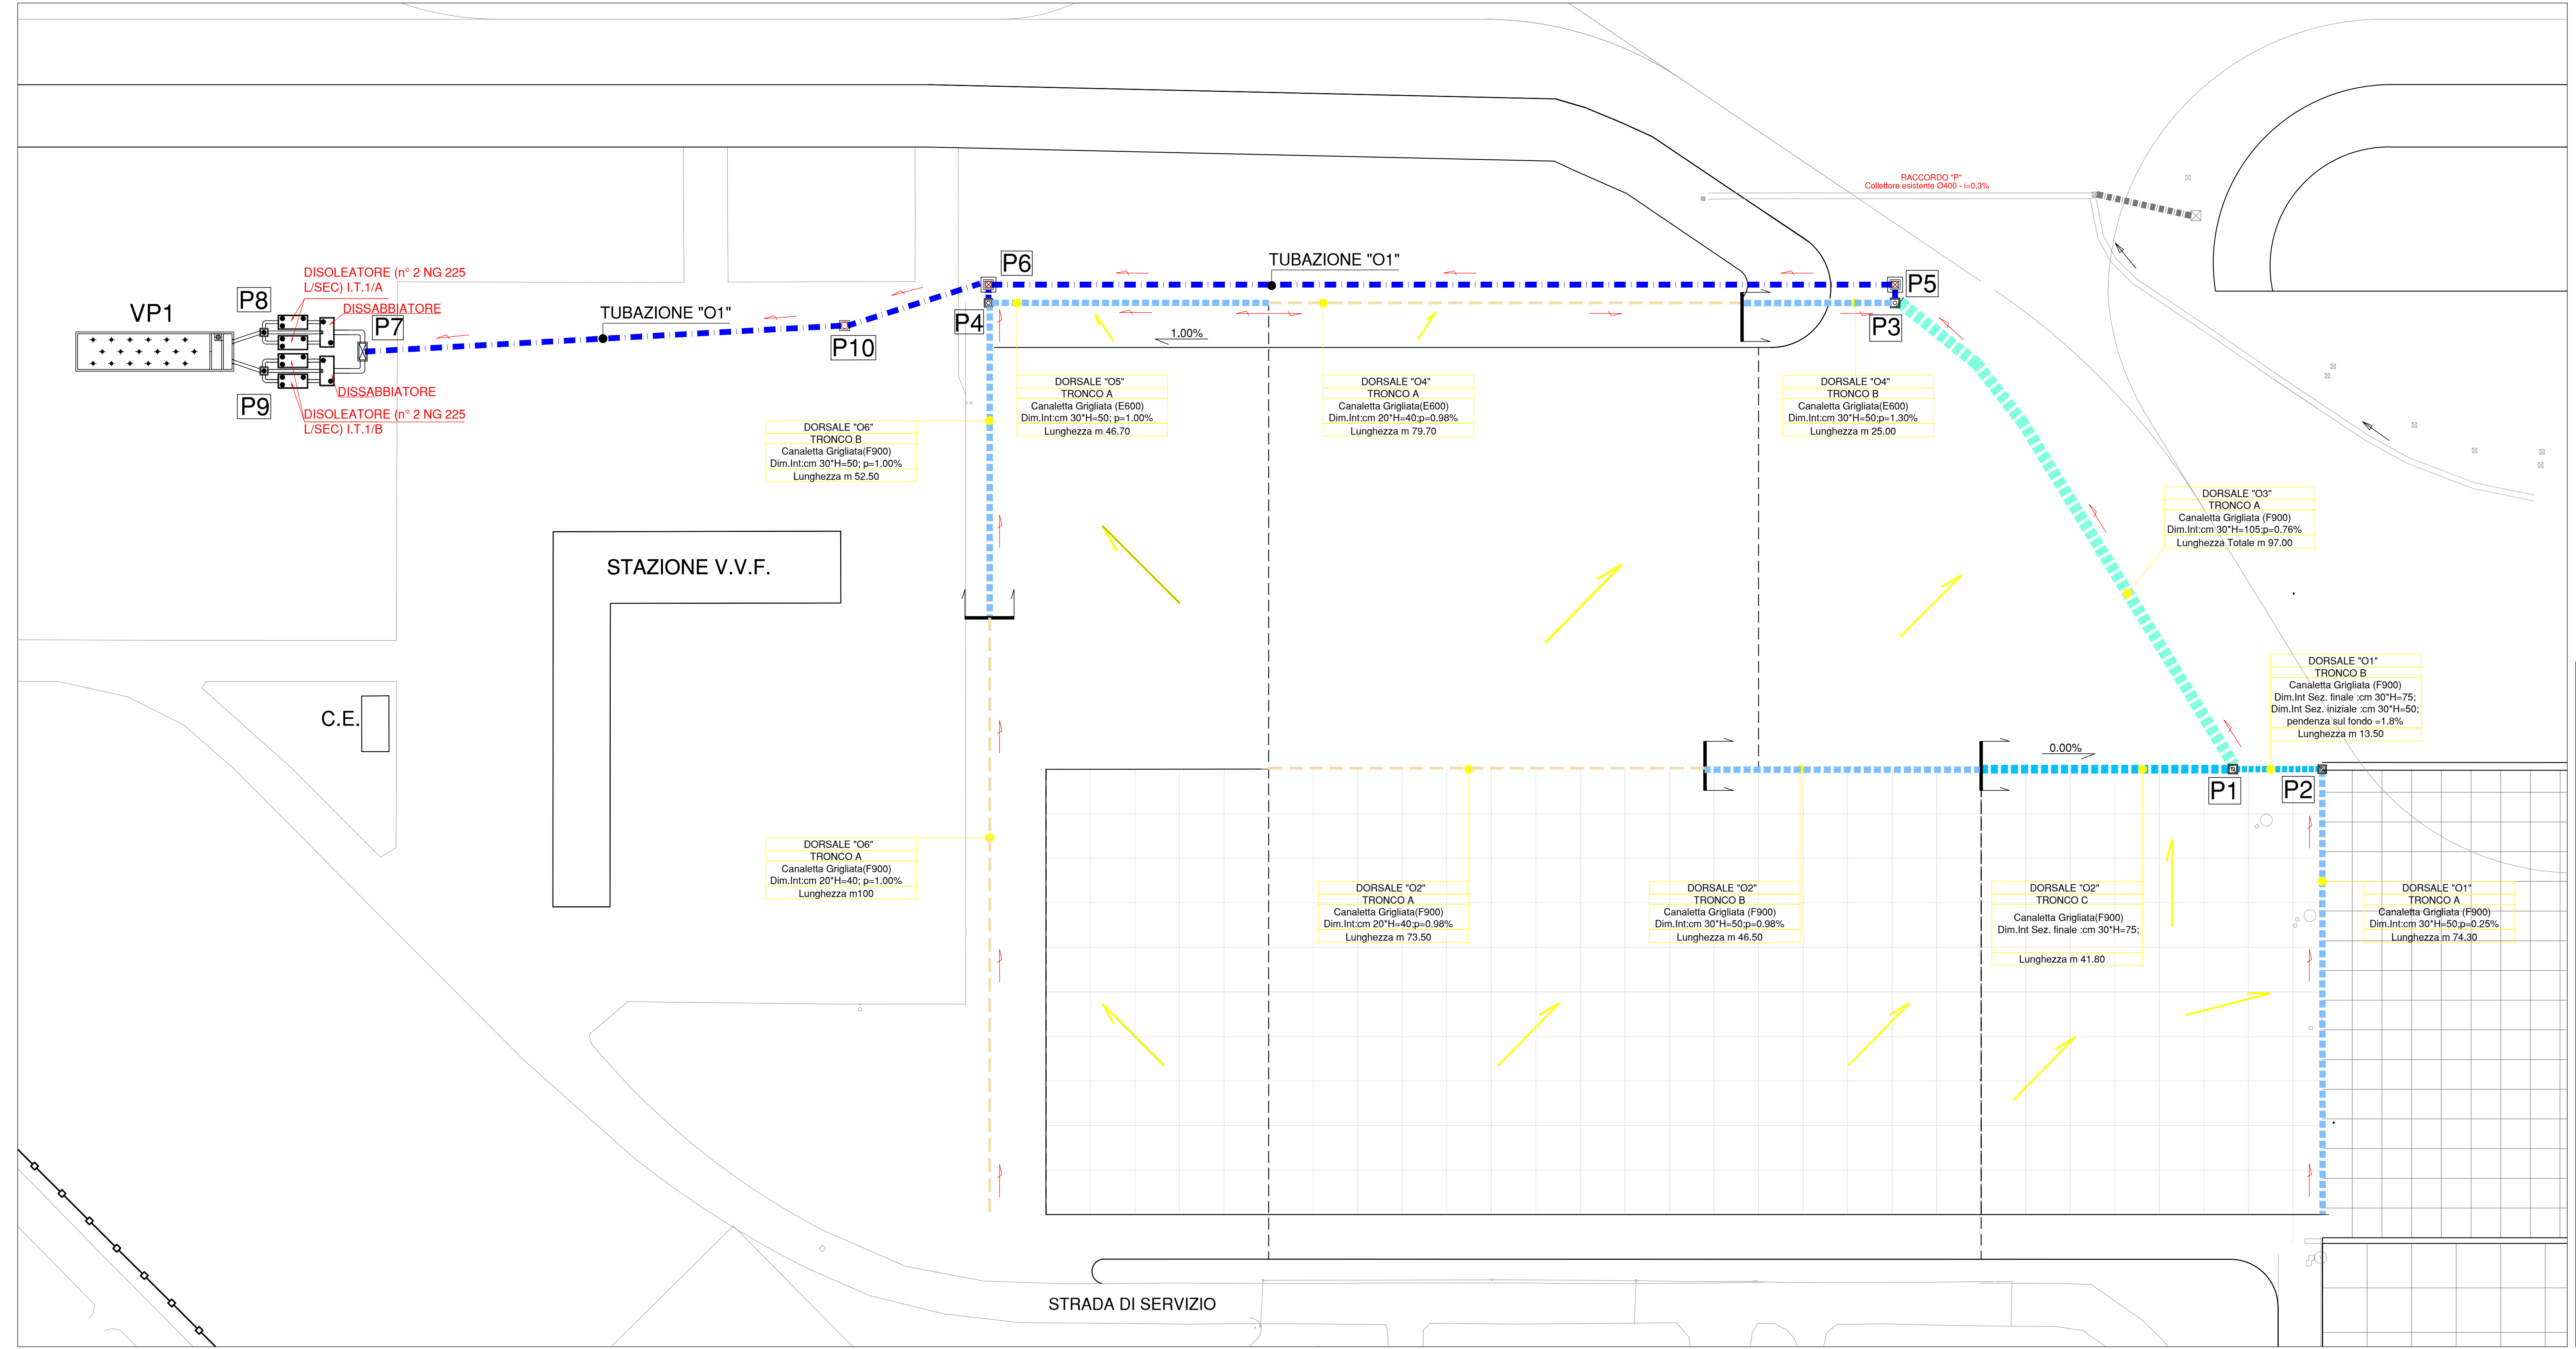 RACCORDO "P"
Collettore esistente Ø400 - i=0,3%
P6
TUBAZIONE "O1"
P5
DISOLEATORE (n° 2 NG 225
L/SEC) I.T.1/A
P8
DISSABBIATORE
VP1
P7
TUBAZIONE "O1"
P4
P3
P10
1.00%
DISSABBIATORE
P9
DISOLEATORE (n° 2 NG 225
L/SEC) I.T.1/B
DORSALE "O5"
TRONCO A
Canaletta Grigliata (E600)
Dim.Int:cm 30*H=50; p=1.00%
Lunghezza m 46.70
DORSALE "O4"
TRONCO A
Canaletta Grigliata(E600)
Dim.Int:cm 20*H=40;p=0.98%
Lunghezza m 79.70
DORSALE "O4"
TRONCO B
Canaletta Grigliata(E600)
Dim.Int:cm 30*H=50;p=1.30%
Lunghezza m 25.00
DORSALE "O6"
TRONCO B
Canaletta Grigliata(F900)
Dim.Int:cm 30*H=50; p=1.00%
Lunghezza m 52.50
DORSALE "O3"
TRONCO A
Canaletta Grigliata (F900)
Dim.Int:cm 30*H=105;p=0.76%
Lunghezza Totale m 97.00
STAZIONE V.V.F.
DORSALE "O1"
TRONCO B
Canaletta Grigliata (F900)
Dim.Int Sez. finale :cm 30*H=75;
Dim.Int Sez. iniziale :cm 30*H=50;
pendenza sul fondo =1.8%
Lunghezza m 13.50
C.E.
0.00%
P1
P2
DORSALE "O6"
TRONCO A
Canaletta Grigliata(F900)
Dim.Int:cm 20*H=40; p=1.00%
Lunghezza m100
DORSALE "O2"
TRONCO A
Canaletta Grigliata(F900)
Dim.Int:cm 20*H=40;p=0.98%
Lunghezza m 73.50
DORSALE "O2"
TRONCO B
Canaletta Grigliata (F900)
Dim.Int:cm 30*H=50;p=0.98%
Lunghezza m 46.50
DORSALE "O2"
TRONCO C
Canaletta Grigliata(F900)
Dim.Int Sez. finale :cm 30*H=75;
Lunghezza m 41.80
DORSALE "O1"
TRONCO A
Canaletta Grigliata (F900)
Dim.Int:cm 30*H=50;p=0.25%
Lunghezza m 74.30
STRADA DI SERVIZIO